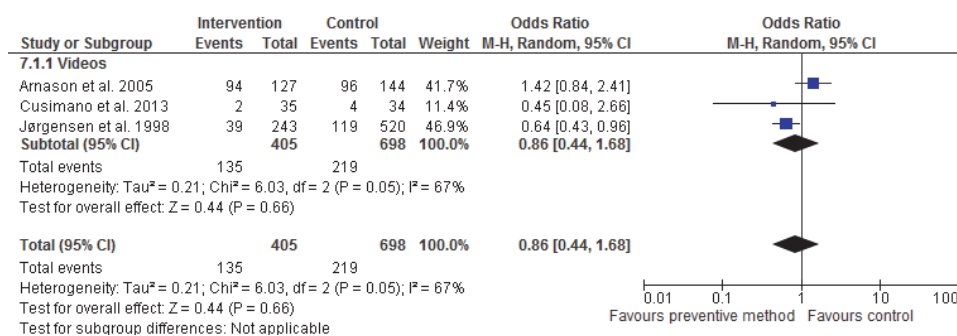 Intervention Control Odds Ratio Odds Ratio
Study or Subgroup Events Total Events Total Weight M-H, Random, 95% CI M-H, Random, 95% CI
7.1.1 Videos
Arnason et al. 2005 94 127 96 144 41.7% 1.42 [0.84, 2.41]
Cusimano et al. 2013 2 35 4 34 11.4% 0.45 [0.08, 2.66]
Jørgensen et al. 1998 39 243 119 520 46.9% 0.64 [0.43, 0.96]
Subtotal (95% CI) 405 698 100.0% 0.86 [0.44, 1.68]
Total events 135 219
Heterogeneity: Tau² = 0.21; Chi² = 6.03, df = 2 (P = 0.05); I² = 67%
Test for overall effect: Z = 0.44 (P = 0.66)
Total (95% CI) 405 698 100.0% 0.86 [0.44, 1.68]
Total events 135 219
Heterogeneity: Tau² = 0.21; Chi² = 6.03, df = 2 (P = 0.05); I² = 67%
Test for overall effect: Z = 0.44 (P = 0.66)
Test for subgroup differences: Not applicable
0.01 0.1 1 10 100
Favours preventive method Favours control